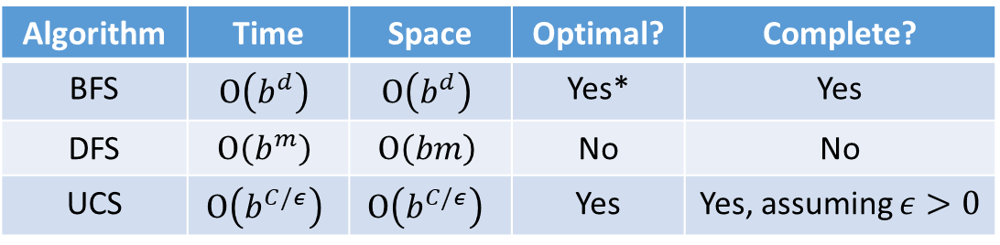 Algorithm Time Space Optimal? Complete?
BFS O(b^d) O(b^d) Yes* Yes
DFS O(b^m) O(bm) No No
UCS O(b^{C/ϵ}) O(b^{C/ϵ}) Yes Yes, assuming ϵ > 0